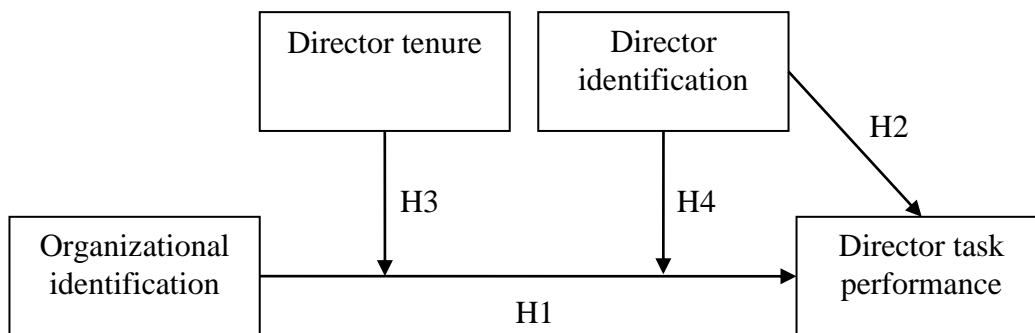 Director tenure
Director
identification
H2
H3
H4
Organizational
identification
Director task
performance
H1